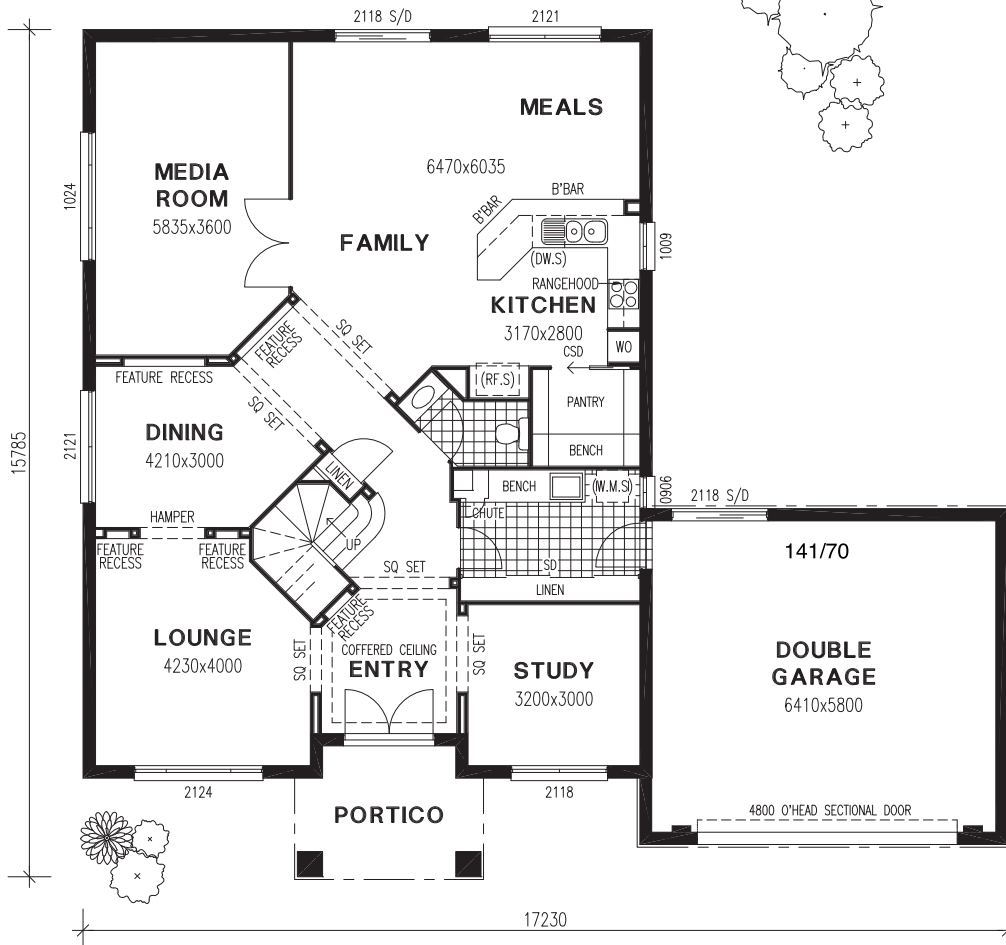 2118 S/D
2121
MEALS
6470x6035
MEDIA
ROOM
5835x3600
1024
B'BAR
B'BAR
FAMILY
(DW.S)
1009
RANGEHOOD
KITCHEN
3170x2800
WO
CSD
SQ SET
FEATURE
RECESS
FEATURE RECESS
(RF.S)
PANTRY
BENCH
SQ SET
DINING
4210x3000
2121
15785
LINEN
BENCH
(W.M.S)
0906
2118 S/D
CHUTE
HAMPER
FEATURE
RECESS
FEATURE
RECESS
UP
SQ SET
SD
LINEN
141/70
FEATURE
RECESS
LOUNGE
4230x4000
SQ SET
COFFERED CEILING
ENTRY
SQ SET
STUDY
3200x3000
DOUBLE
GARAGE
6410x5800
2124
2118
PORTICO
4800 O'HEAD SECTIONAL DOOR
17230